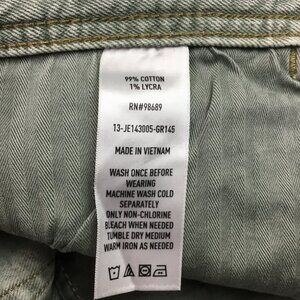 99% COTTON
1% LYCRA
RN#98689
13-JE143005-GR145
MADE IN VIETNAM
WASH ONCE BEFORE
WEARING
MACHINE WASH COLD
SEPARATELY
ONLY NON-CHLORINE
BLEACH WHEN NEEDED
TUMBLE DRY MEDIUM
WARM IRON AS NEEDED